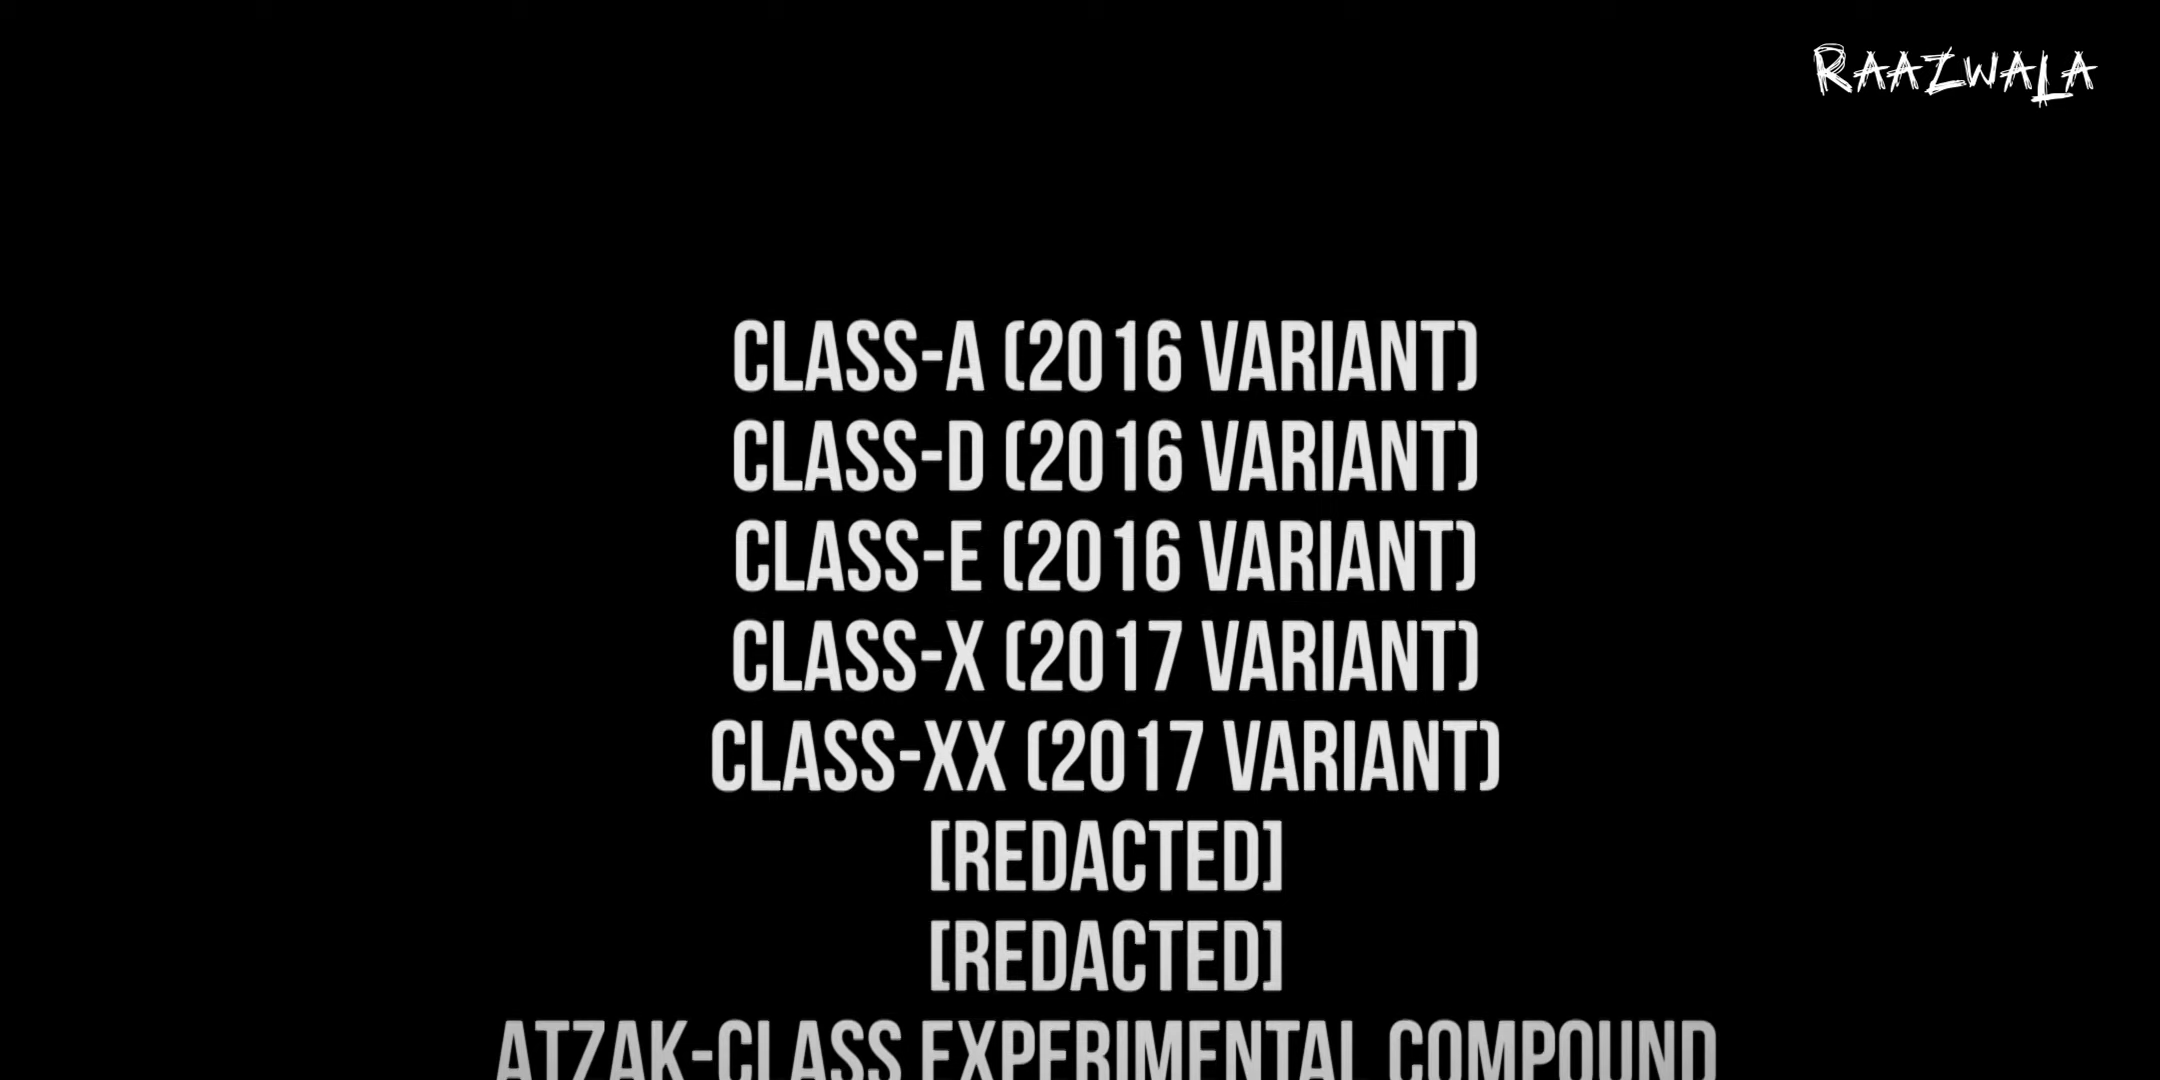 RAAZWALA
CLASS-A (2016 VARIANT)
CLASS-D (2016 VARIANT)
CLASS-E (2016 VARIANT)
CLASS-X (2017 VARIANT)
CLASS-XX (2017 VARIANT)
[REDACTED]
[REDACTED]
ATZAK-CLASS EXPERIMENTAL COMPOUND